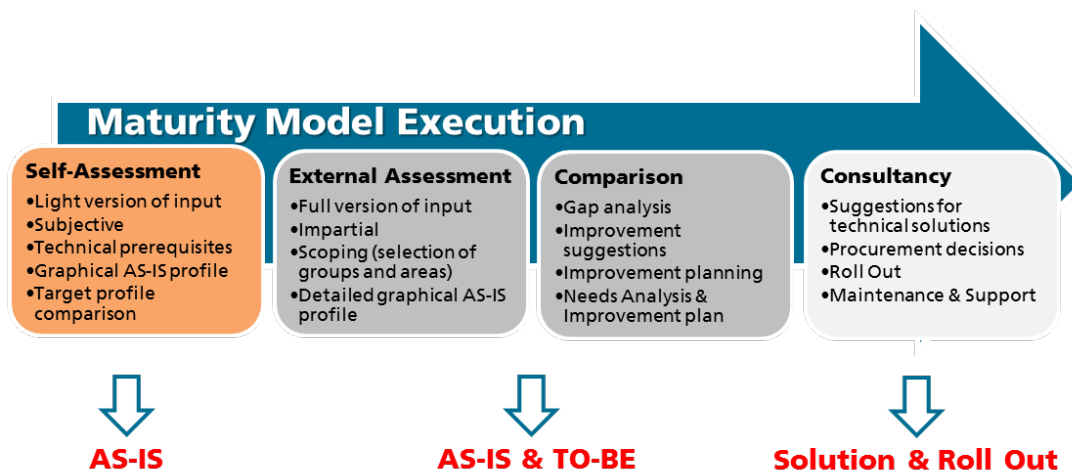 Maturity Model Execution
Self-Assessment
•Light version of input
•Subjective
•Technical prerequisites
•Graphical AS-IS profile
•Target profile
comparison
External Assessment
•Full version of input
•Impartial
•Scoping (selection of
groups and areas)
•Detailed graphical AS-IS
profile
Comparison
•Gap analysis
•Improvement
suggestions
•Improvement planning
•Needs Analysis &
Improvement plan
Consultancy
•Suggestions for
technical solutions
•Procurement decisions
•Roll Out
•Maintenance & Support
AS-IS
AS-IS & TO-BE
Solution & Roll Out